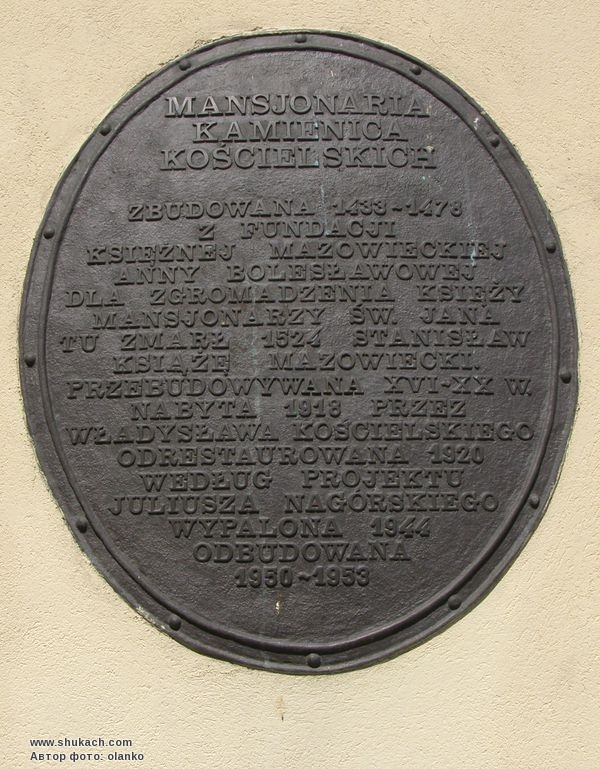 MANSJONARIA
KAMIENICA
KOŚCIELSKICH
ZBUDOWANA 1433~1478
Z FUNDACJI
KSIĘŻNEJ MAZOWIECKIEJ
ANNY BOLESŁAWOWEJ
DLA ZGROMADZENIA KSIĘŻY
MANSJONARZY ŚW. JANA
TU ZMARŁ 1524 STANISŁAW
KSIĄŻĘ MAZOWIECKI.
PRZEBUDOWYWANA XVI-XX W.
NABYTA 1918 PRZEZ
WŁADYSŁAWA KOŚCIELSKIEGO
ODRESTAUROWANA 1920
WEDŁUG PROJEKTU
JULIUSZA NAGÓRSKIEGO
WYPALONA 1944
ODBUDOWANA
1950~1953
www.shukach.com
Автор фото: olanko